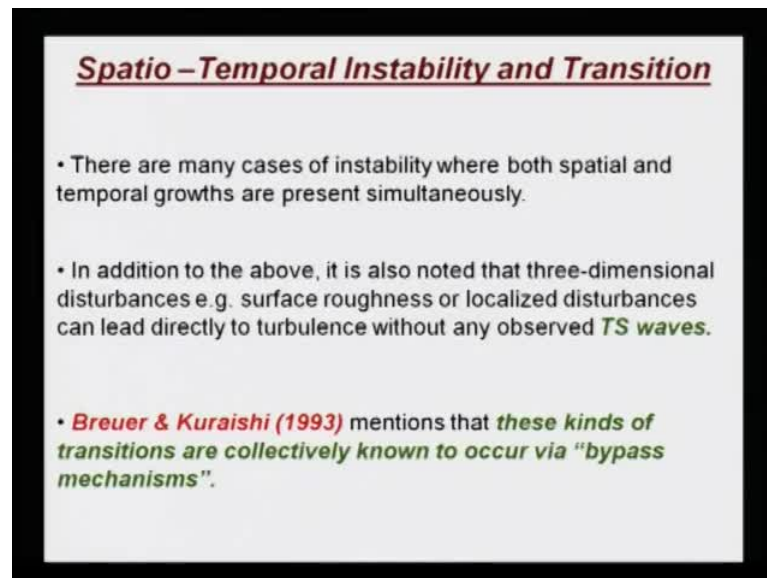 Spatio –Temporal Instability and Transition
• There are many cases of instability where both spatial and
temporal growths are present simultaneously.
• In addition to the above, it is also noted that three-dimensional
disturbances e.g. surface roughness or localized disturbances
can lead directly to turbulence without any observed TS waves.
• Breuer & Kuraishi (1993) mentions that these kinds of
transitions are collectively known to occur via “bypass
mechanisms”.